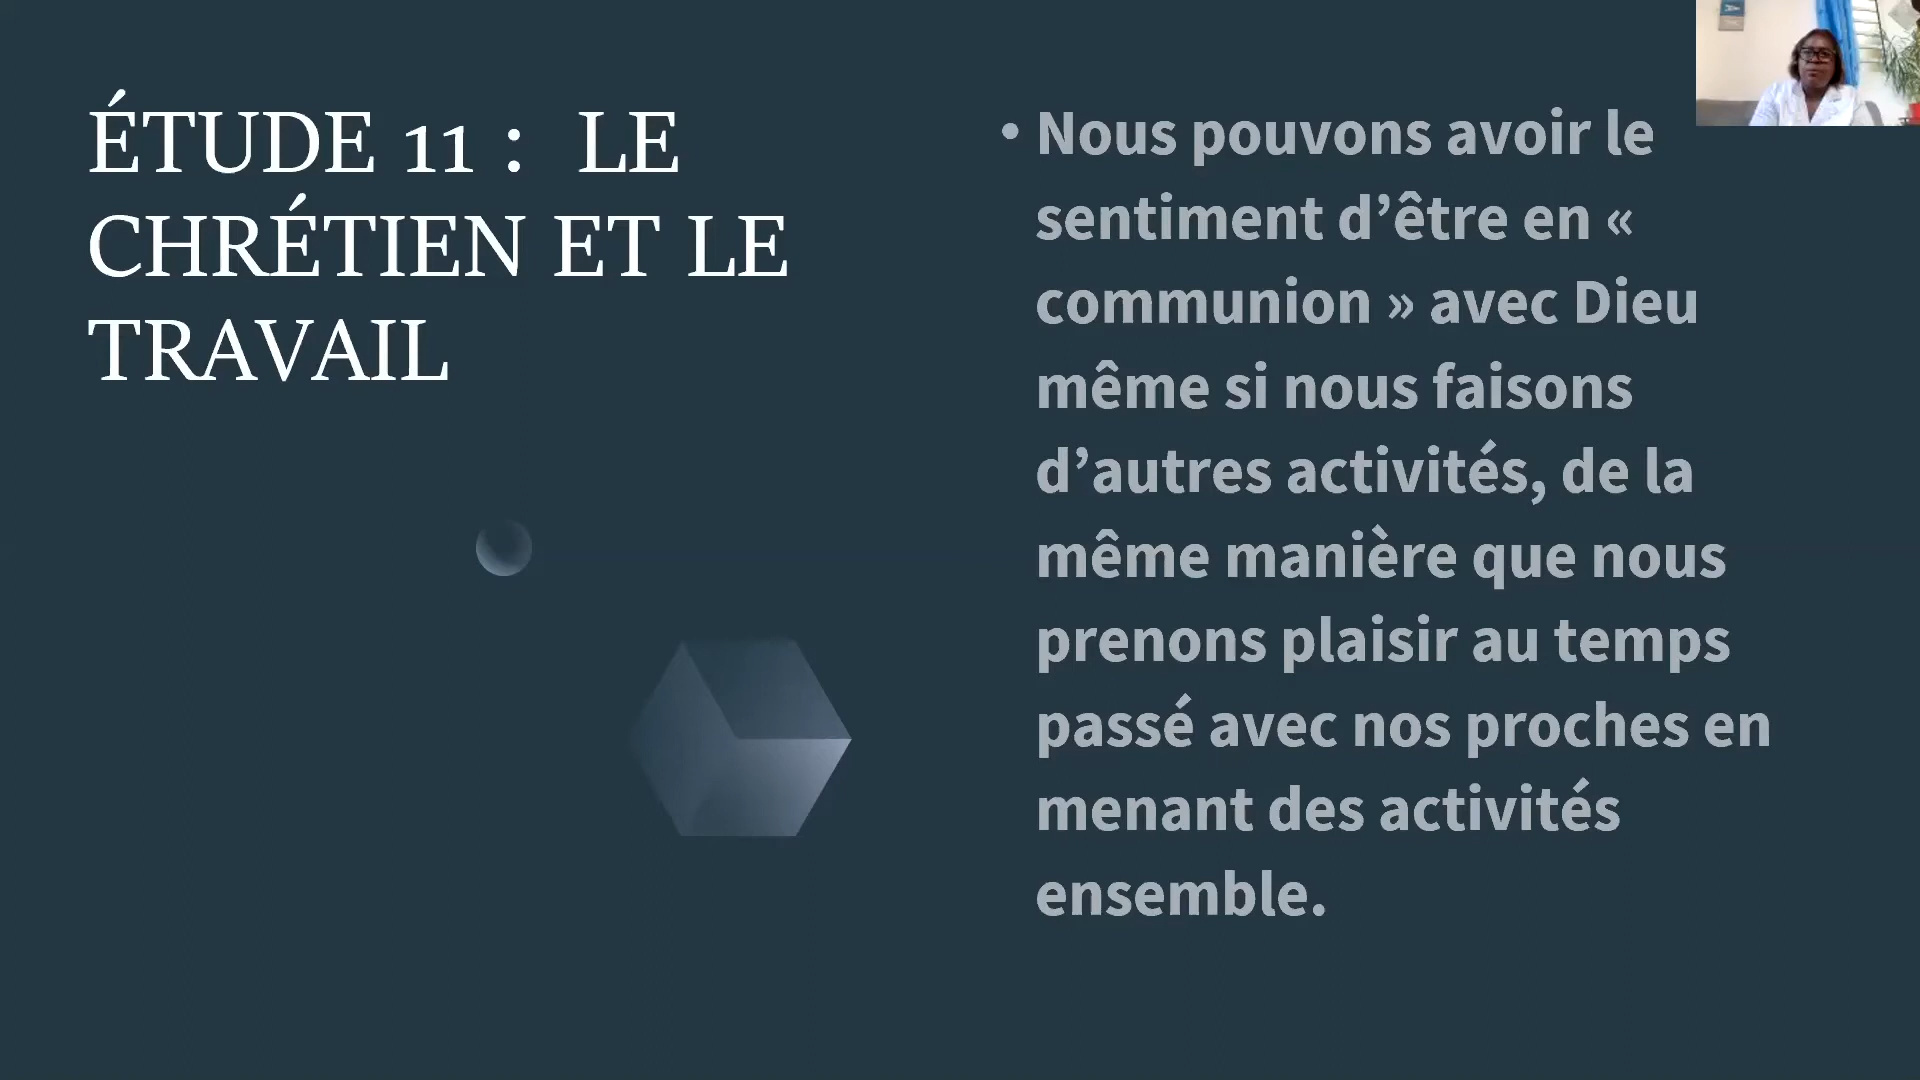 ÉTUDE 11 : LE
CHRÉTIEN ET LE
TRAVAIL
• Nous pouvons avoir le
sentiment d’être en «
communion » avec Dieu
même si nous faisons
d’autres activités, de la
même manière que nous
prenons plaisir au temps
passé avec nos proches en
menant des activités
ensemble.